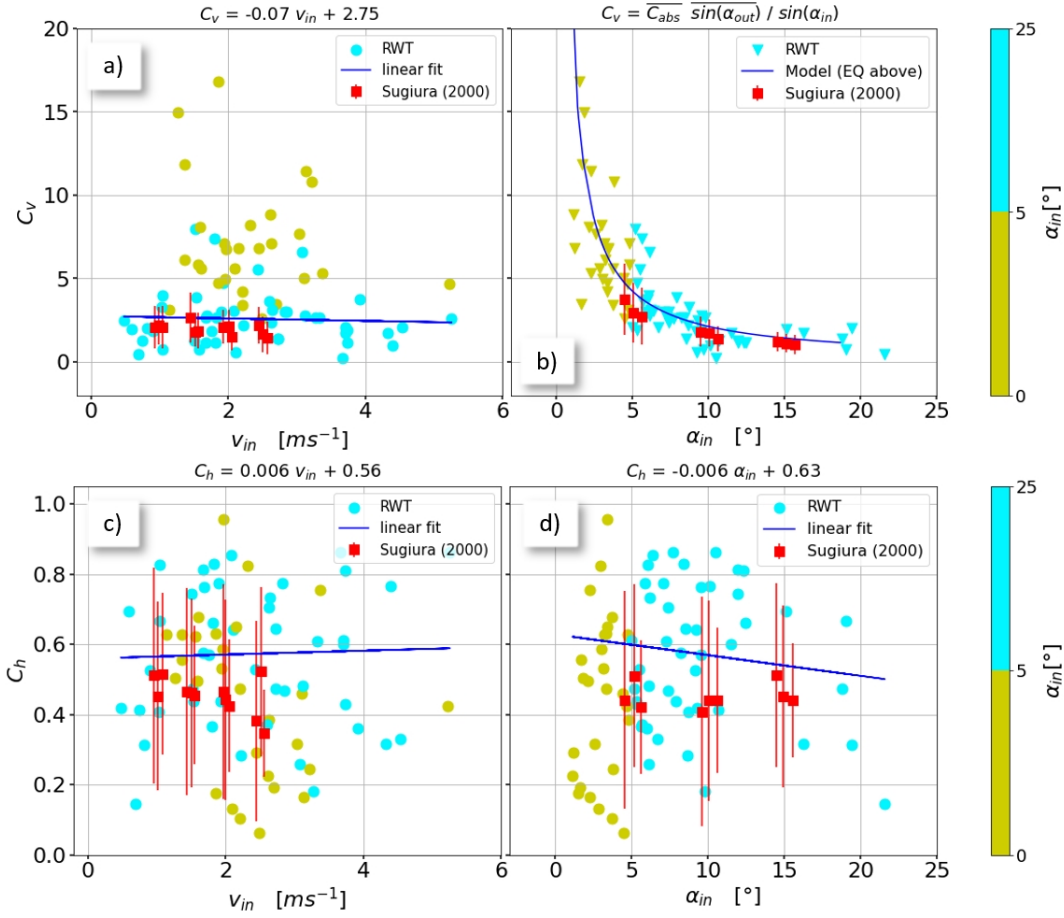 C_v = -0.07 v_in + 2.75
C_v = C_abs sin(α_out) / sin(α_in)
a)
RWT
linear fit
Sugiura (2000)
20
15
10
5
0
C_v
0
2
4
6
v_in [ms⁻¹]
b)
RWT
Model (EQ above)
Sugiura (2000)
0
5
10
15
20
25
α_in [°]
25
5
0
α_in[°]
C_h = 0.006 v_in + 0.56
C_h = -0.006 α_in + 0.63
c)
RWT
linear fit
Sugiura (2000)
1.0
0.8
0.6
0.4
0.2
0.0
C_h
0
2
4
6
v_in [ms⁻¹]
d)
RWT
linear fit
Sugiura (2000)
0
5
10
15
20
25
α_in [°]
25
5
0
α_in[°]